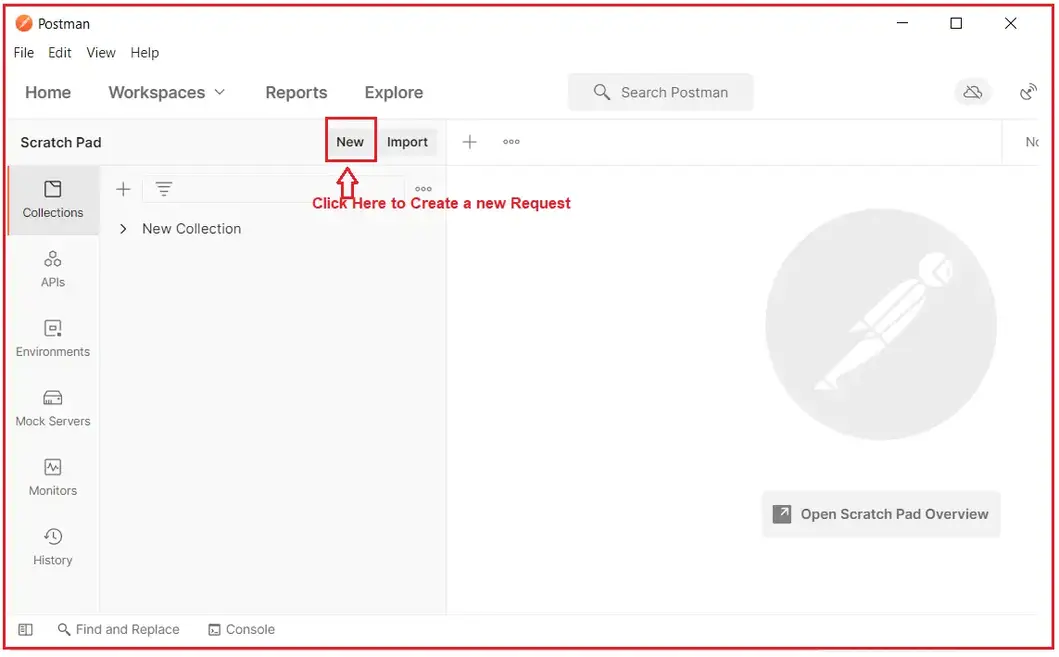 Postman
File Edit View Help
Home Workspaces Reports Explore Search Postman
Scratch Pad New Import
Collections
Click Here to Create a new Request
New Collection
APIs
Environments
Mock Servers
Monitors
Open Scratch Pad Overview
History
Find and Replace Console